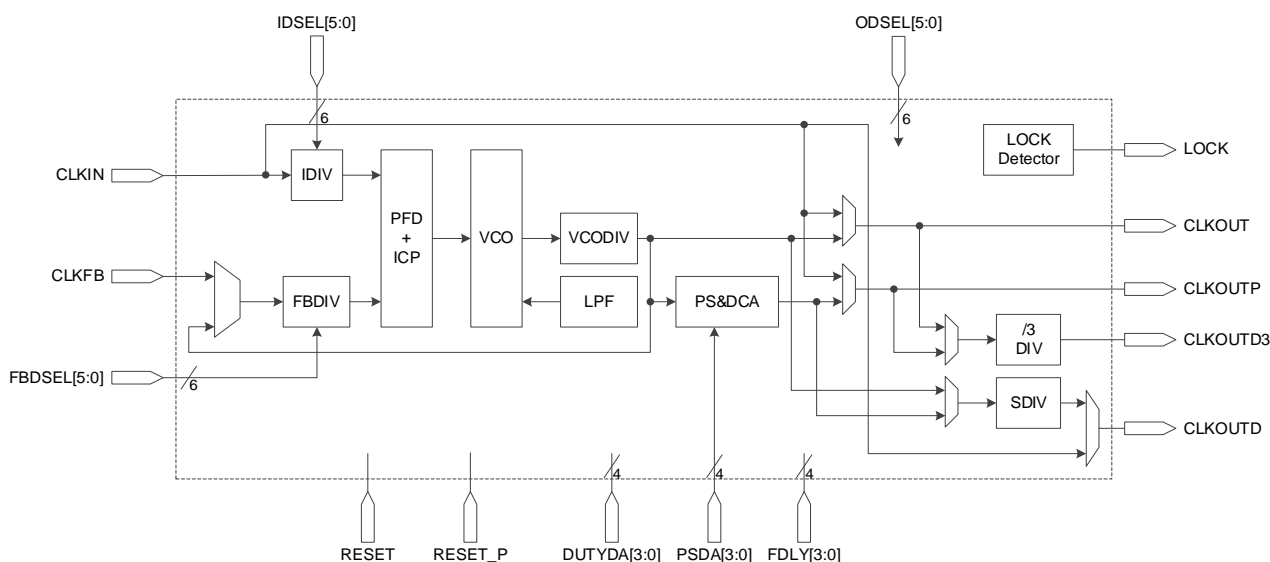 IDSEL[5:0]
ODSEL[5:0]
6
6
LOCK
Detector
LOCK
CLKIN
IDIV
PFD
+
ICP
VCO
VCODIV
CLKOUT
CLKFB
FBDIV
LPF
PS&DCA
CLKOUTP
/3
DIV
CLKOUTD3
FBDSEL[5:0]
6
SDIV
CLKOUTD
4
4
4
RESET
RESET_P
DUTYDA[3:0]
PSDA[3:0]
FDLY[3:0]